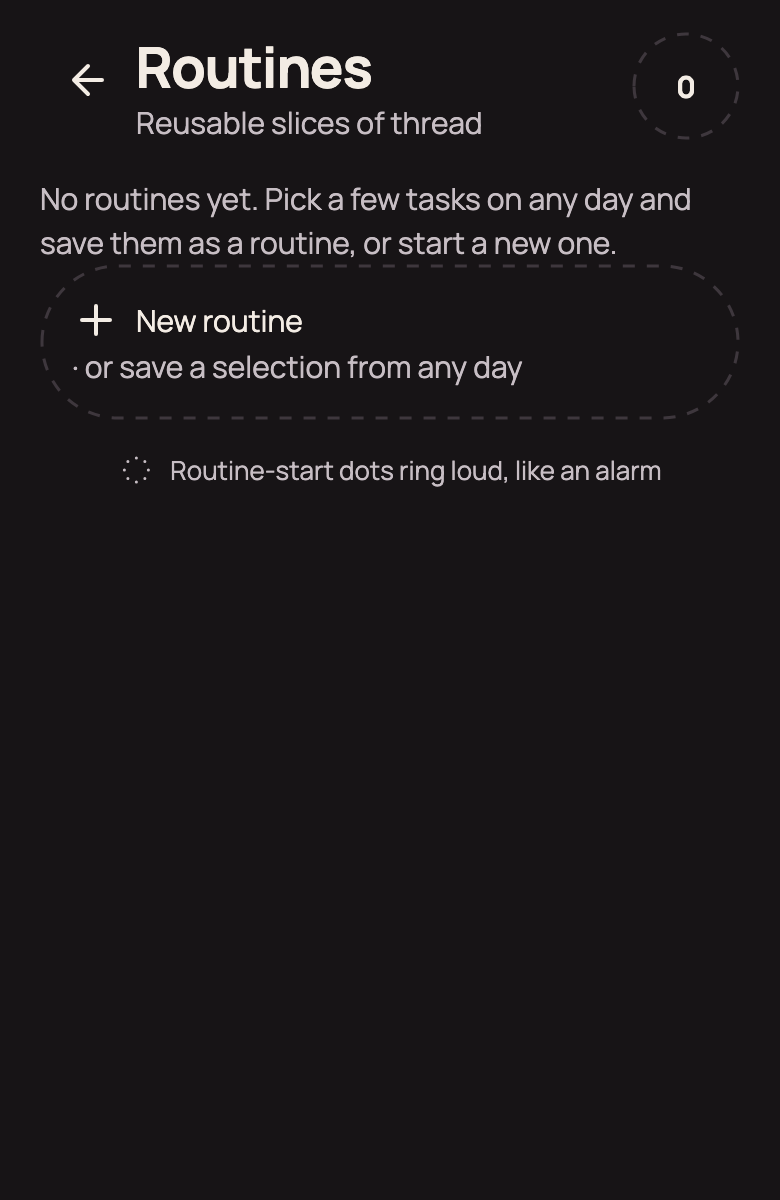 Routines
Reusable slices of thread
0
No routines yet. Pick a few tasks on any day and
save them as a routine, or start a new one.
New routine
· or save a selection from any day
Routine-start dots ring loud, like an alarm